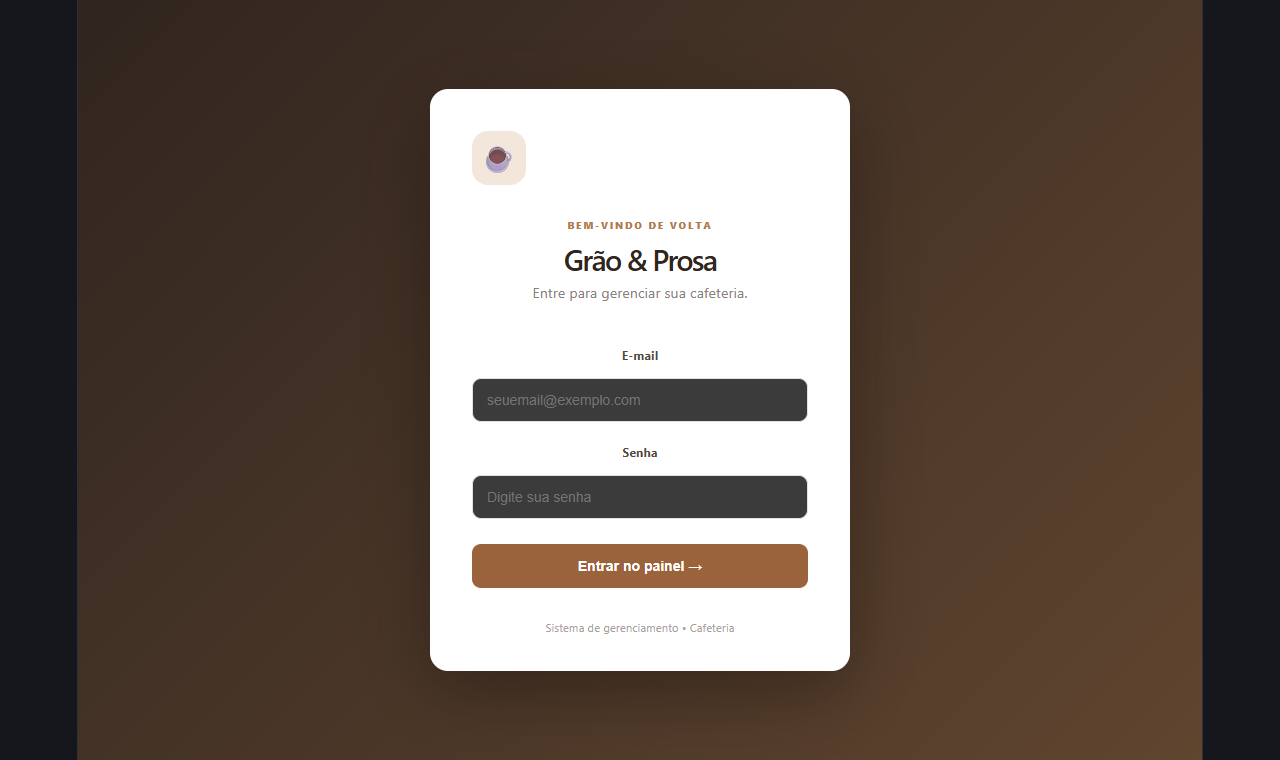 BEM-VINDO DE VOLTA
Grão & Prosa
Entre para gerenciar sua cafeteria.
E-mail
seuemail@exemplo.com
Senha
Digite sua senha
Entrar no painel →
Sistema de gerenciamento • Cafeteria